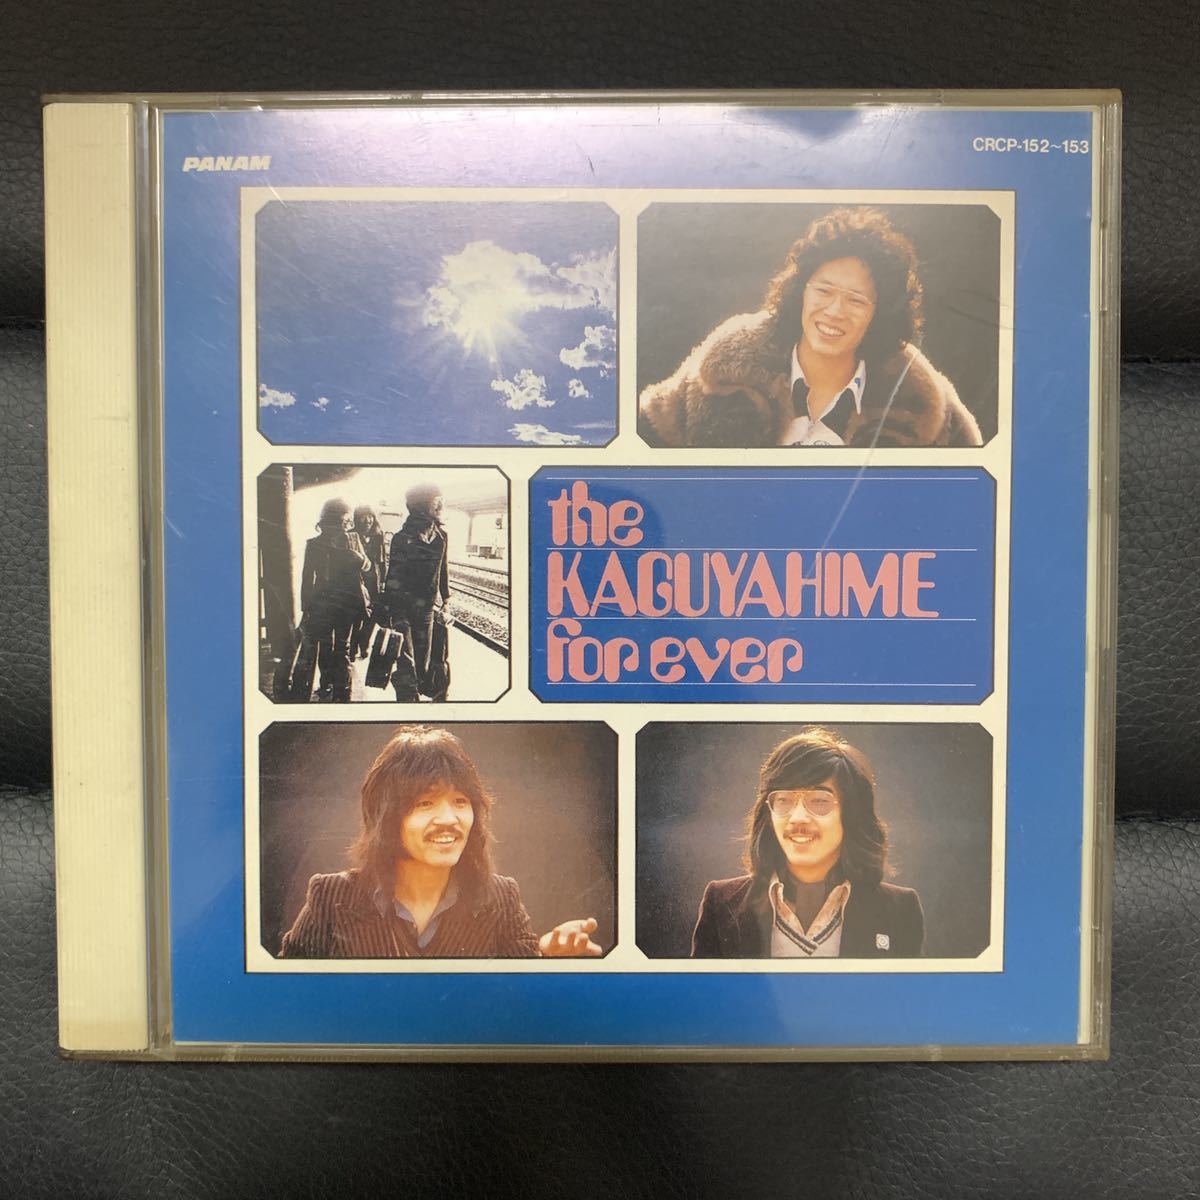 PANAM
CRCP-152~153
the
KAGUYAHIME
for ever